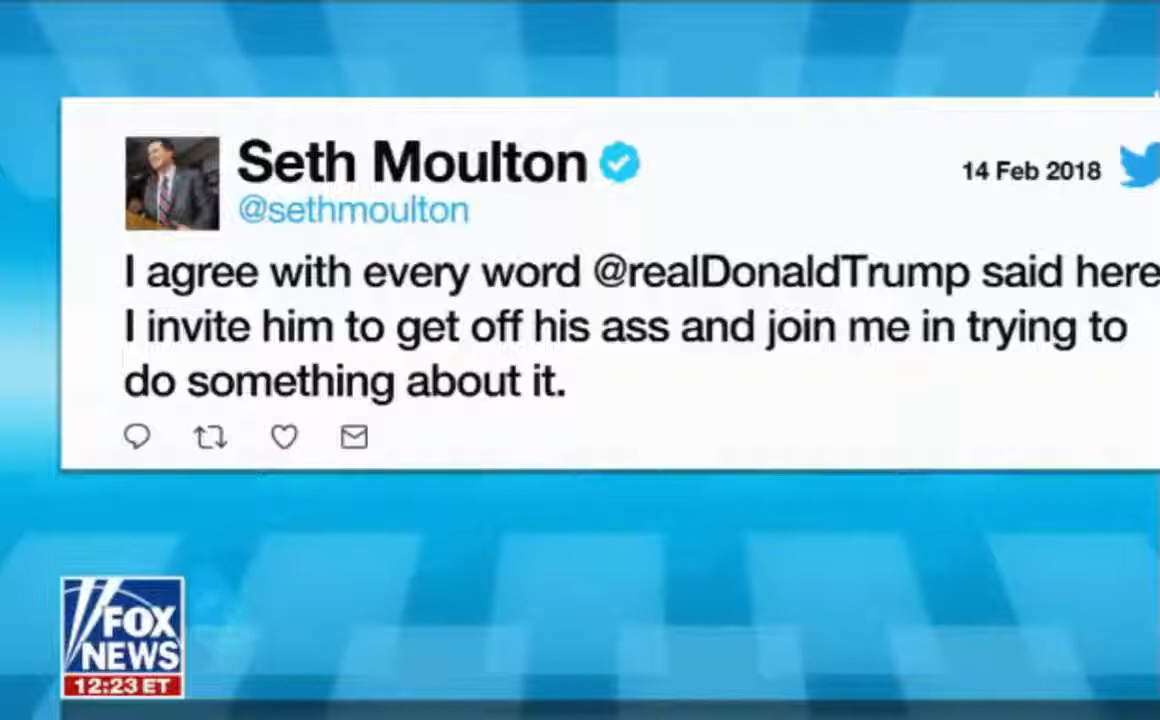 Seth Moulton
14 Feb 2018
@sethmoulton
I agree with every word @realDonaldTrump said here
I invite him to get off his ass and join me in trying to
do something about it.
FOX
NEWS
12:23 ET